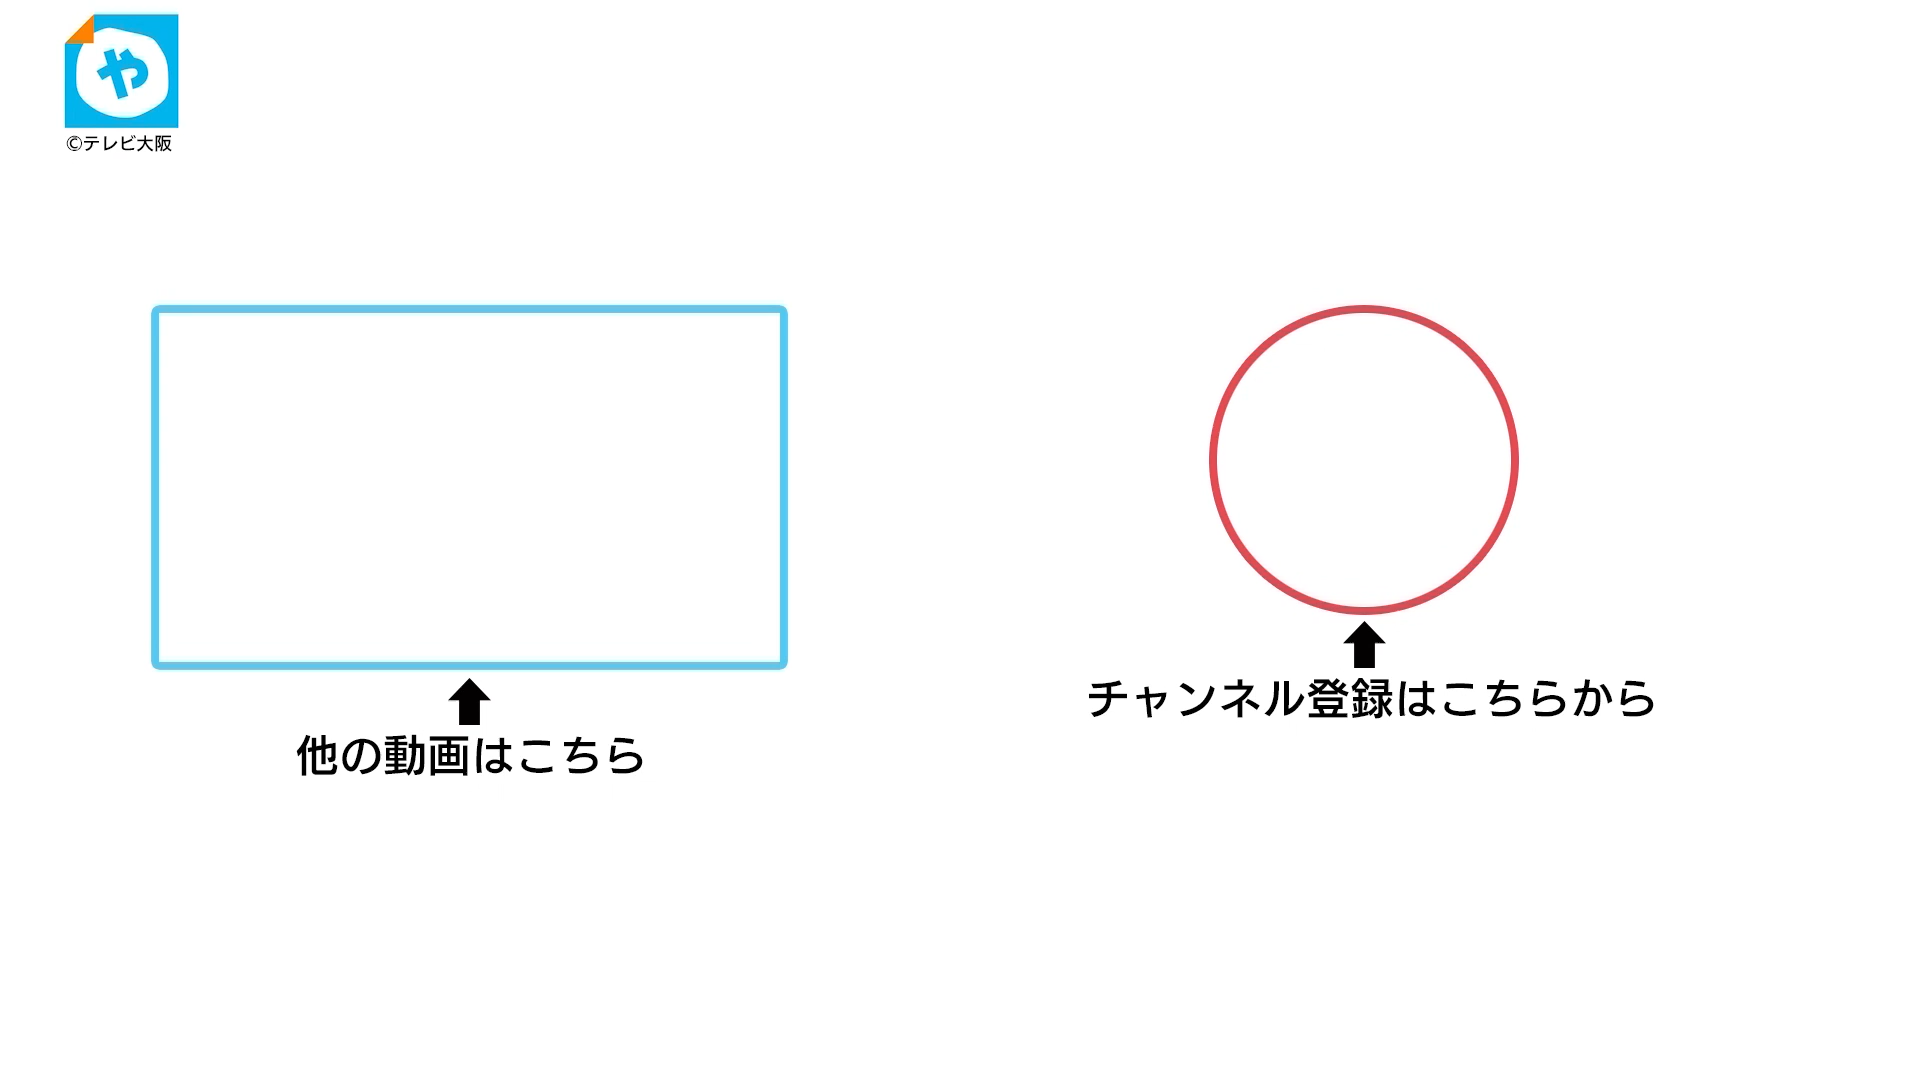 や
©テレビ大阪
チャンネル登録はこちらから
他の動画はこちら